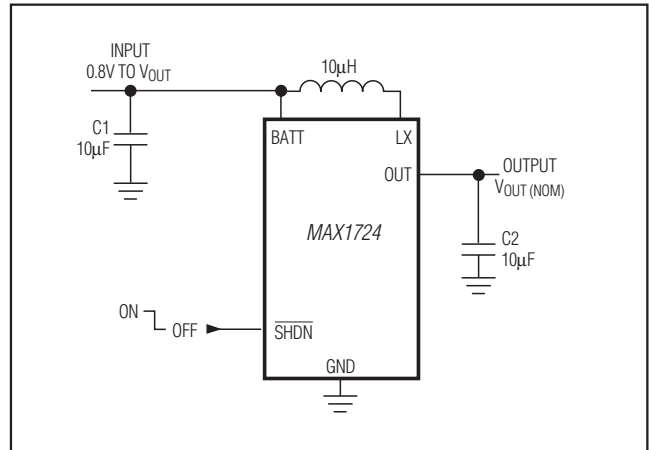 INPUT
0.8V TO VOUT
10μH
C1
10μF
BATT
LX
OUT
OUTPUT
VOUT (NOM)
MAX1724
C2
10μF
ON
OFF
SHDN
GND